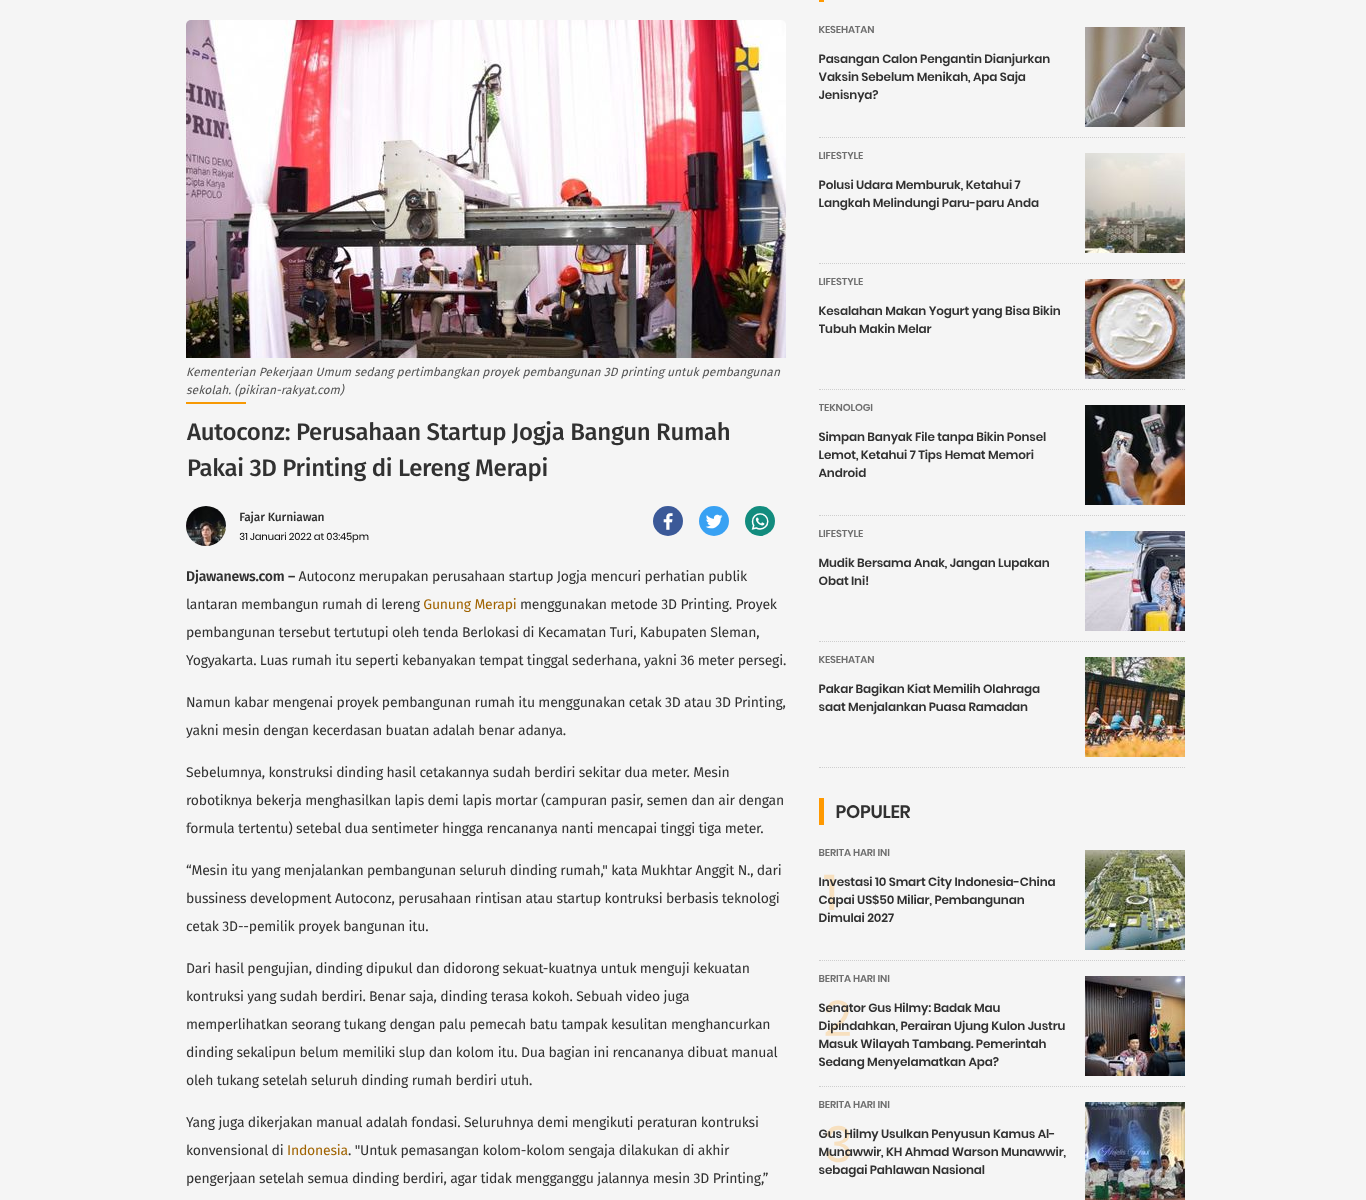 HINK
PRINT
NTING DEMO
mahan Rakyat
Cipta Karya
- APPOLO
Kementerian Pekerjaan Umum sedang pertimbangkan proyek pembangunan 3D printing untuk pembangunan
sekolah. (pikiran-rakyat.com)
Autoconz: Perusahaan Startup Jogja Bangun Rumah
Pakai 3D Printing di Lereng Merapi
Fajar Kurniawan
31 Januari 2022 at 03:45pm
Djawanews.com – Autoconz merupakan perusahaan startup Jogja mencuri perhatian publik
lantaran membangun rumah di lereng Gunung Merapi menggunakan metode 3D Printing. Proyek
pembangunan tersebut tertutupi oleh tenda Berlokasi di Kecamatan Turi, Kabupaten Sleman,
Yogyakarta. Luas rumah itu seperti kebanyakan tempat tinggal sederhana, yakni 36 meter persegi.
Namun kabar mengenai proyek pembangunan rumah itu menggunakan cetak 3D atau 3D Printing,
yakni mesin dengan kecerdasan buatan adalah benar adanya.
Sebelumnya, konstruksi dinding hasil cetakannya sudah berdiri sekitar dua meter. Mesin
robotiknya bekerja menghasilkan lapis demi lapis mortar (campuran pasir, semen dan air dengan
formula tertentu) setebal dua sentimeter hingga rencananya nanti mencapai tinggi tiga meter.
“Mesin itu yang menjalankan pembangunan seluruh dinding rumah," kata Mukhtar Anggit N., dari
bussiness development Autoconz, perusahaan rintisan atau startup kontruksi berbasis teknologi
cetak 3D--pemilik proyek bangunan itu.
Dari hasil pengujian, dinding dipukul dan didorong sekuat-kuatnya untuk menguji kekuatan
kontruksi yang sudah berdiri. Benar saja, dinding terasa kokoh. Sebuah video juga
memperlihatkan seorang tukang dengan palu pemecah batu tampak kesulitan menghancurkan
dinding sekalipun belum memiliki slup dan kolom itu. Dua bagian ini rencananya dibuat manual
oleh tukang setelah seluruh dinding rumah berdiri utuh.
Yang juga dikerjakan manual adalah fondasi. Seluruhnya demi mengikuti peraturan kontruksi
konvensional di Indonesia. "Untuk pemasangan kolom-kolom sengaja dilakukan di akhir
pengerjaan setelah semua dinding berdiri, agar tidak mengganggu jalannya mesin 3D Printing,”
KESEHATAN
Pasangan Calon Pengantin Dianjurkan
Vaksin Sebelum Menikah, Apa Saja
Jenisnya?
LIFESTYLE
Polusi Udara Memburuk, Ketahui 7
Langkah Melindungi Paru-paru Anda
LIFESTYLE
Kesalahan Makan Yogurt yang Bisa Bikin
Tubuh Makin Melar
TEKNOLOGI
Simpan Banyak File tanpa Bikin Ponsel
Lemot, Ketahui 7 Tips Hemat Memori
Android
LIFESTYLE
Mudik Bersama Anak, Jangan Lupakan
Obat Ini!
KESEHATAN
Pakar Bagikan Kiat Memilih Olahraga
saat Menjalankan Puasa Ramadan
POPULER
BERITA HARI INI
1
Investasi 10 Smart City Indonesia-China
Capai US$50 Miliar, Pembangunan
Dimulai 2027
BERITA HARI INI
2
Senator Gus Hilmy: Badak Mau
Dipindahkan, Perairan Ujung Kulon Justru
Masuk Wilayah Tambang. Pemerintah
Sedang Menyelamatkan Apa?
BERITA HARI INI
3
Gus Hilmy Usulkan Penyusun Kamus Al-
Munawwir, KH Ahmad Warson Munawwir,
sebagai Pahlawan Nasional